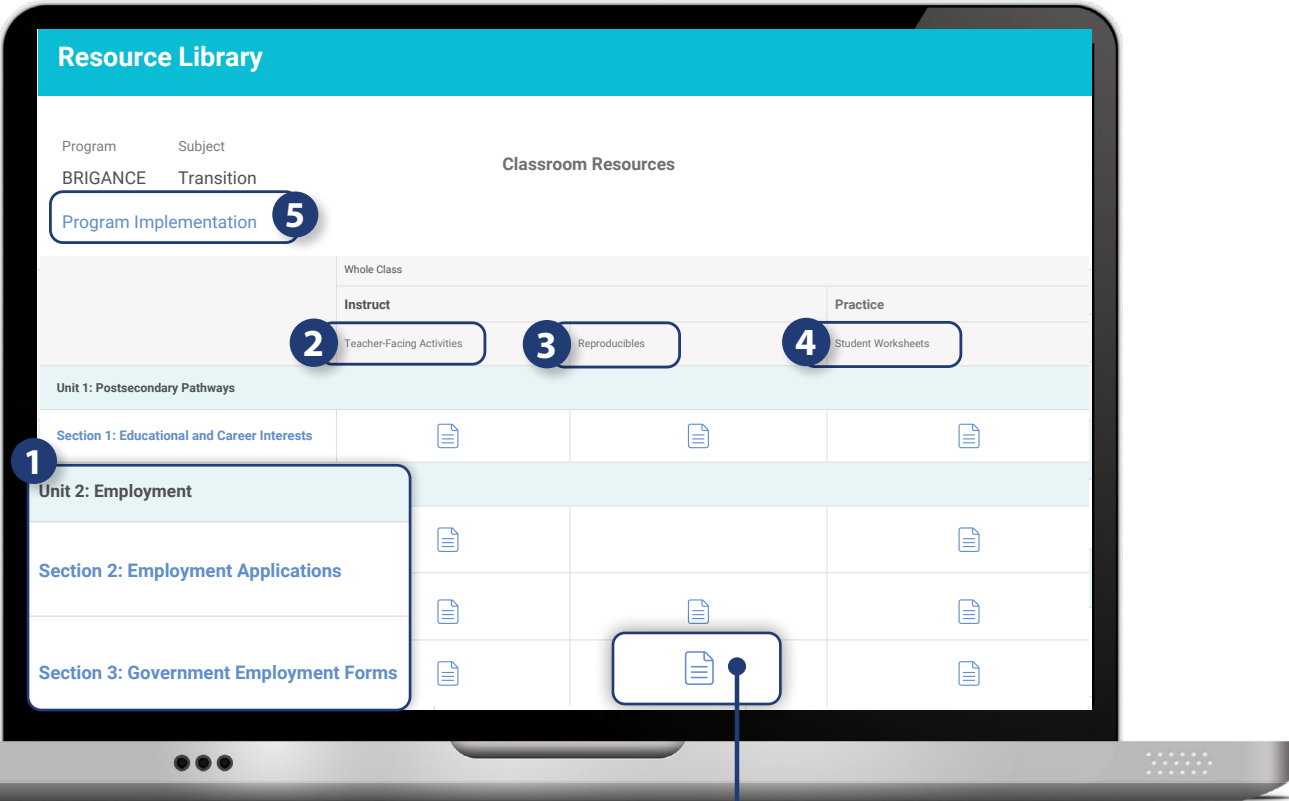 Resource Library
Program Subject
Classroom Resources
BRIGANCE Transition
Program Implementation 5
Whole Class
Instruct Practice
2 Teacher-Facing Activities 3 Reproducibles 4 Student Worksheets
Unit 1: Postsecondary Pathways
Section 1: Educational and Career Interests
1
Unit 2: Employment
Section 2: Employment Applications
Section 3: Government Employment Forms